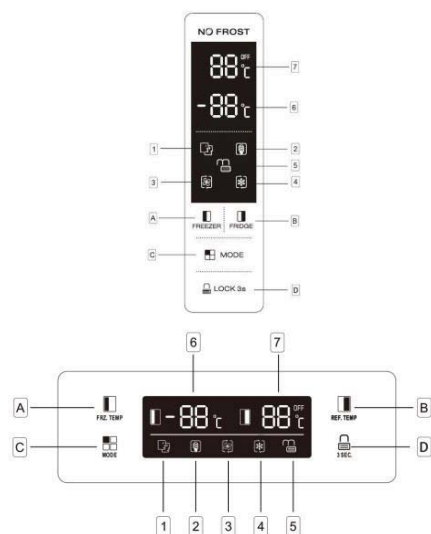 NO FROST
88°C OFF 7
-88°C 6
1 2
5
3 4
A FREEZER FRIDGE B
C MODE
LOCK 3s D
6 7
A FRZ. TEMP -88°C 88°C OFF REF. TEMP B
C MODE 3 SEC. D
1 2 3 4 5